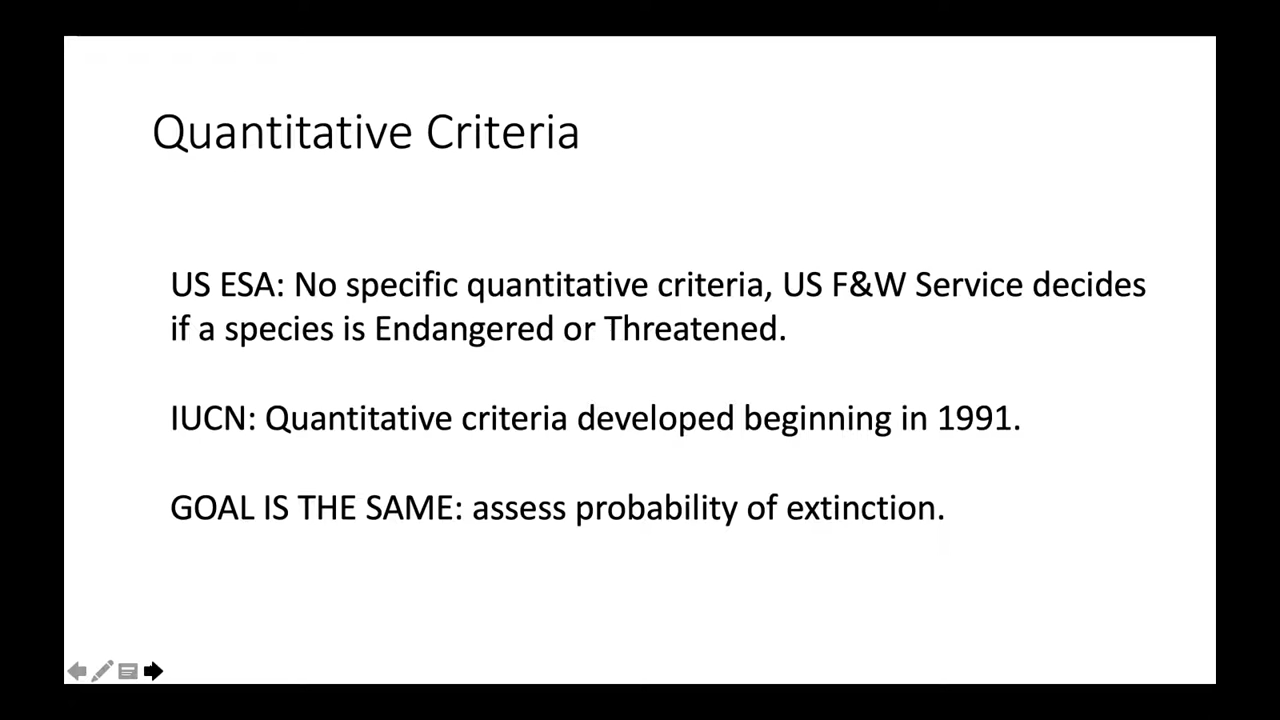 Quantitative Criteria
US ESA: No specific quantitative criteria, US F&W Service decides
if a species is Endangered or Threatened.
IUCN: Quantitative criteria developed beginning in 1991.
GOAL IS THE SAME: assess probability of extinction.